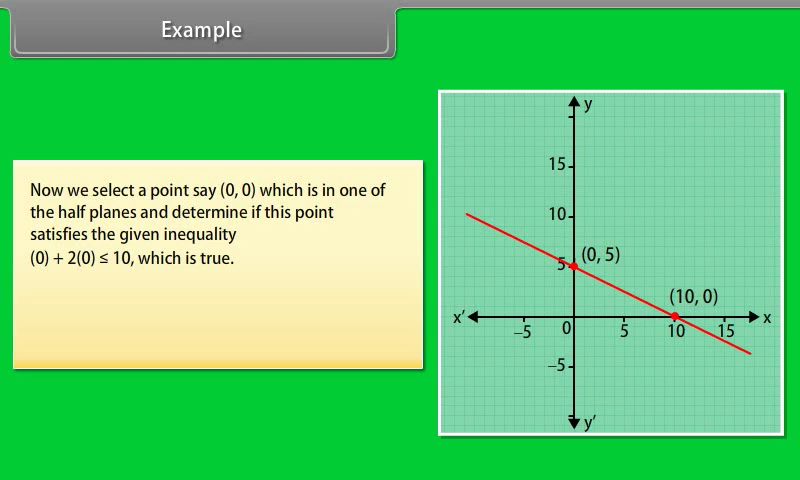 Example
Now we select a point say (0, 0) which is in one of
the half planes and determine if this point
satisfies the given inequality
(0) + 2(0) ≤ 10, which is true.
y
15
10
5
(0, 5)
(10, 0)
x′
x
−5
0
5
10
15
−5
y′